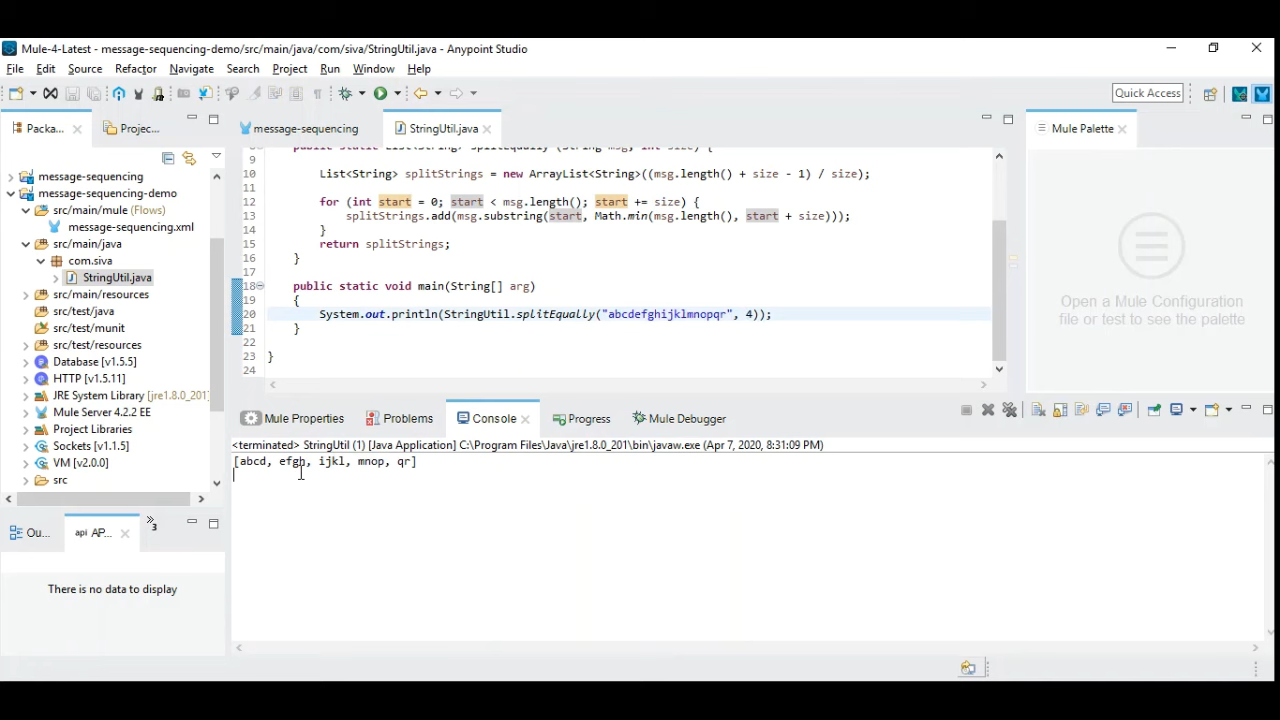 Mule-4-Latest - message-sequencing-demo/src/main/java/com/siva/StringUtil.java - Anypoint Studio
File Edit Source Refactor Navigate Search Project Run Window Help
Quick Access
Packa...
Projec...
message-sequencing
message-sequencing-demo
src/main/mule (Flows)
message-sequencing.xml
src/main/java
com.siva
StringUtil.java
src/main/resources
src/test/java
src/test/munit
src/test/resources
Database [v1.5.5]
HTTP [v1.5.11]
JRE System Library [jre1.8.0_201]
Mule Server 4.2.2 EE
Project Libraries
Sockets [v1.1.5]
VM [v2.0.0]
src
message-sequencing
StringUtil.java
9
10 List<String> splitStrings = new ArrayList<String>((msg.length() + size - 1) / size);
11
12 for (int start = 0; start < msg.length(); start += size) {
13 splitStrings.add(msg.substring(start, Math.min(msg.length(), start + size)));
14 }
15 return splitStrings;
16 }
17
18 public static void main(String[] arg)
19 {
20 System.out.println(StringUtil.splitEqually("abcdefghijklmnopqr", 4));
21 }
22
23 }
24
Mule Palette
Open a Mule Configuration
file or test to see the palette
Mule Properties
Problems
Console
Progress
Mule Debugger
<terminated> StringUtil (1) [Java Application] C:\Program Files\Java\jre1.8.0_201\bin\javaw.exe (Apr 7, 2020, 8:31:09 PM)
[abcd, efgh, ijkl, mnop, qr]
Ou...
api AP...
3
There is no data to display